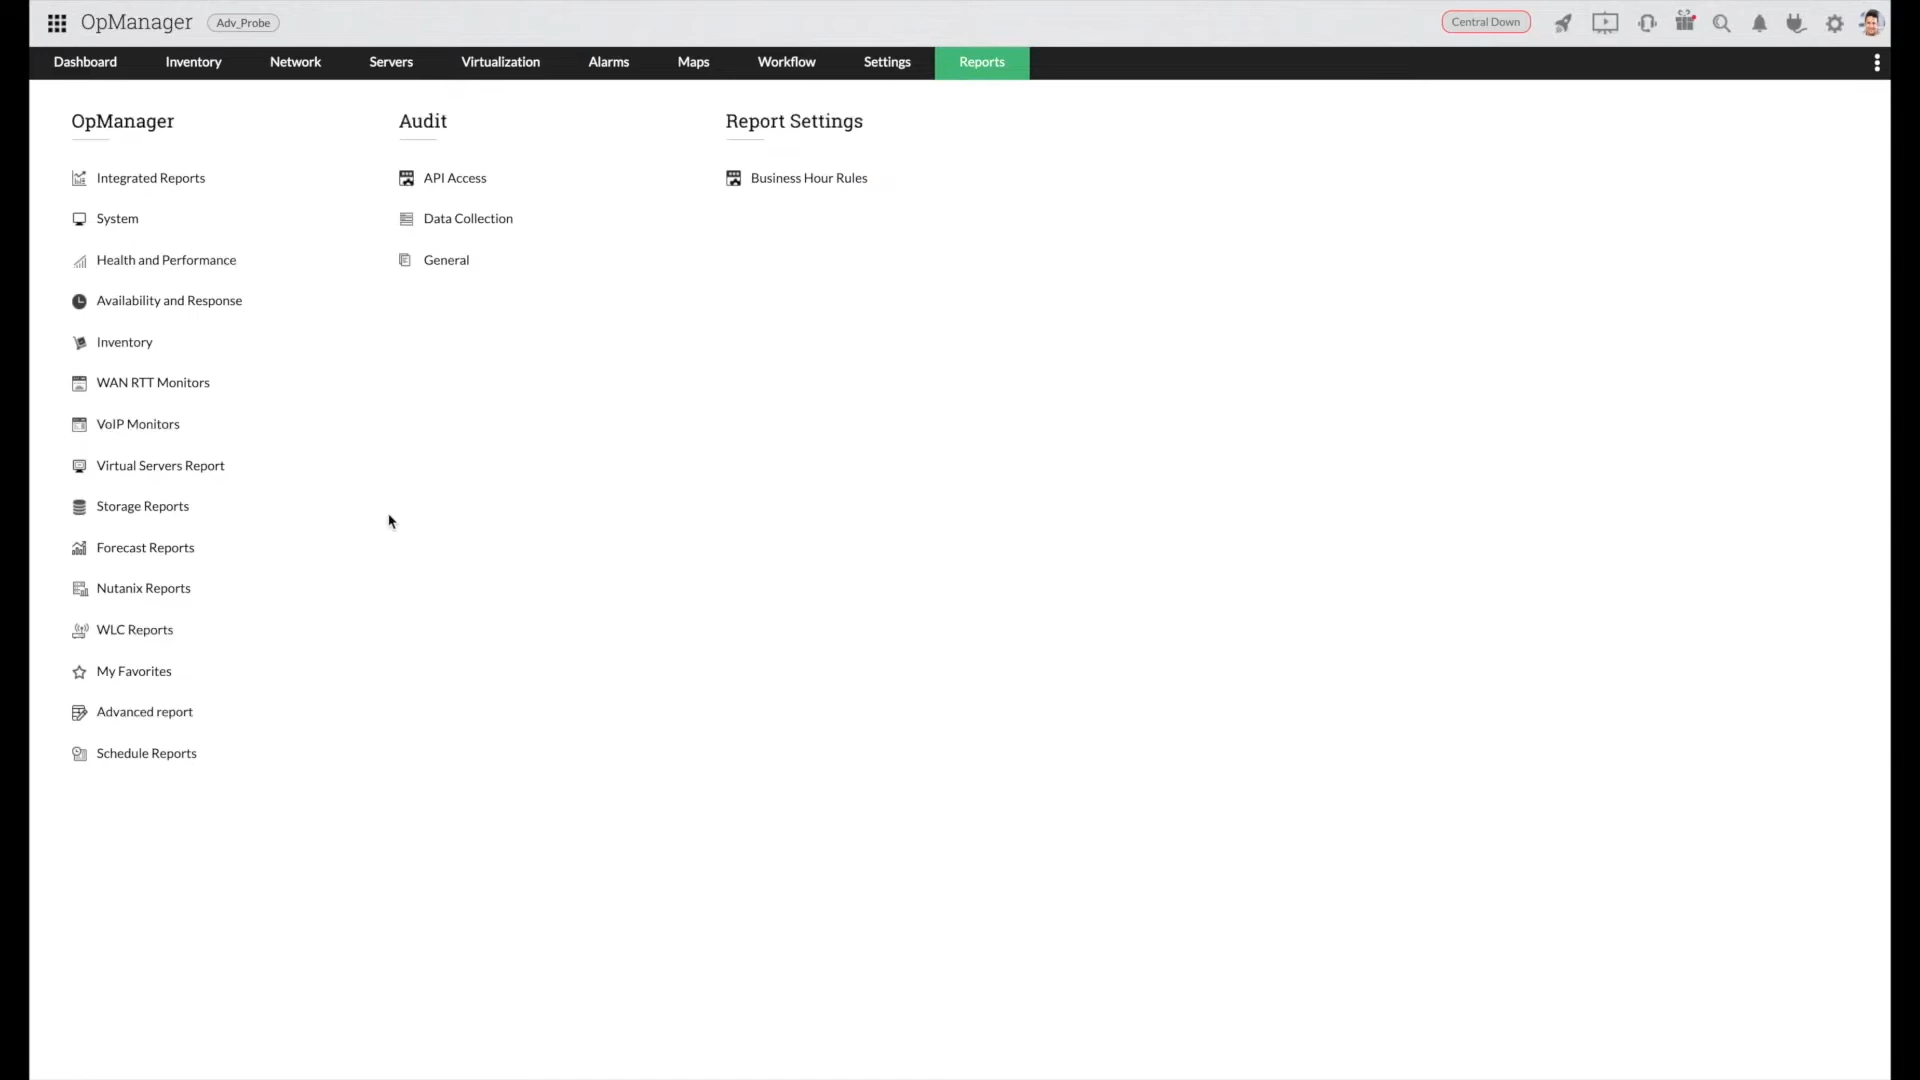 OpManager
Adv_Probe
Central Down
Dashboard
Inventory
Network
Servers
Virtualization
Alarms
Maps
Workflow
Settings
Reports
OpManager
Integrated Reports
System
Health and Performance
Availability and Response
Inventory
WAN RTT Monitors
VoIP Monitors
Virtual Servers Report
Storage Reports
Forecast Reports
Nutanix Reports
WLC Reports
My Favorites
Advanced report
Schedule Reports
Audit
API Access
Data Collection
General
Report Settings
Business Hour Rules